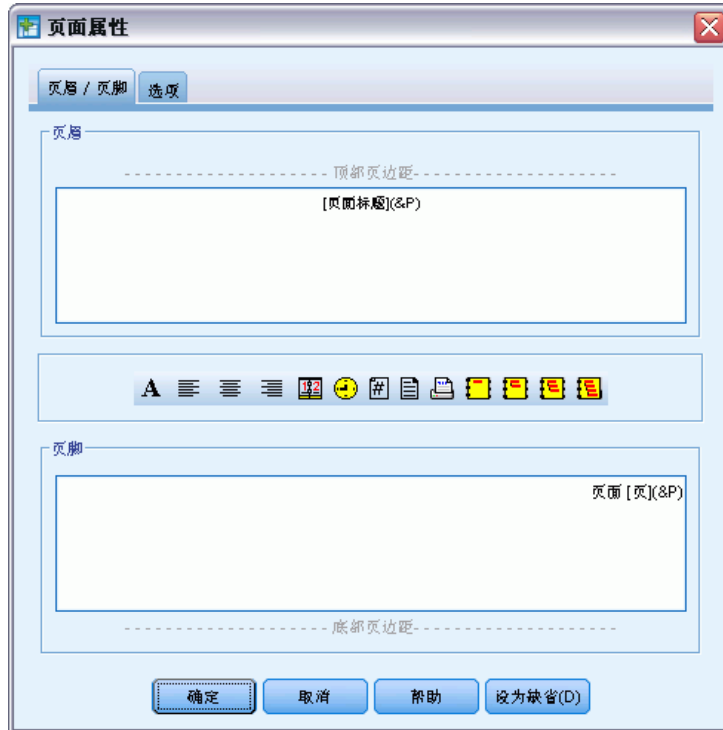 页面属性
页眉 / 页脚 选项
页眉
- - - - - - - - - - - - - - - - - - - 顶部页边距- - - - - - - - - - - - - - - - - - -
[页面标题](&P)
A
页脚
页面 [页](&P)
- - - - - - - - - - - - - - - - - - - 底部页边距- - - - - - - - - - - - - - - - - - -
确定 取消 帮助 设为缺省(D)